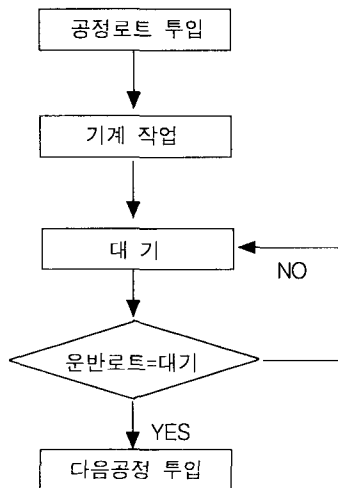 공정로트 투입
기계 작업
대 기
NO
운반로트=대기
YES
다음공정 투입